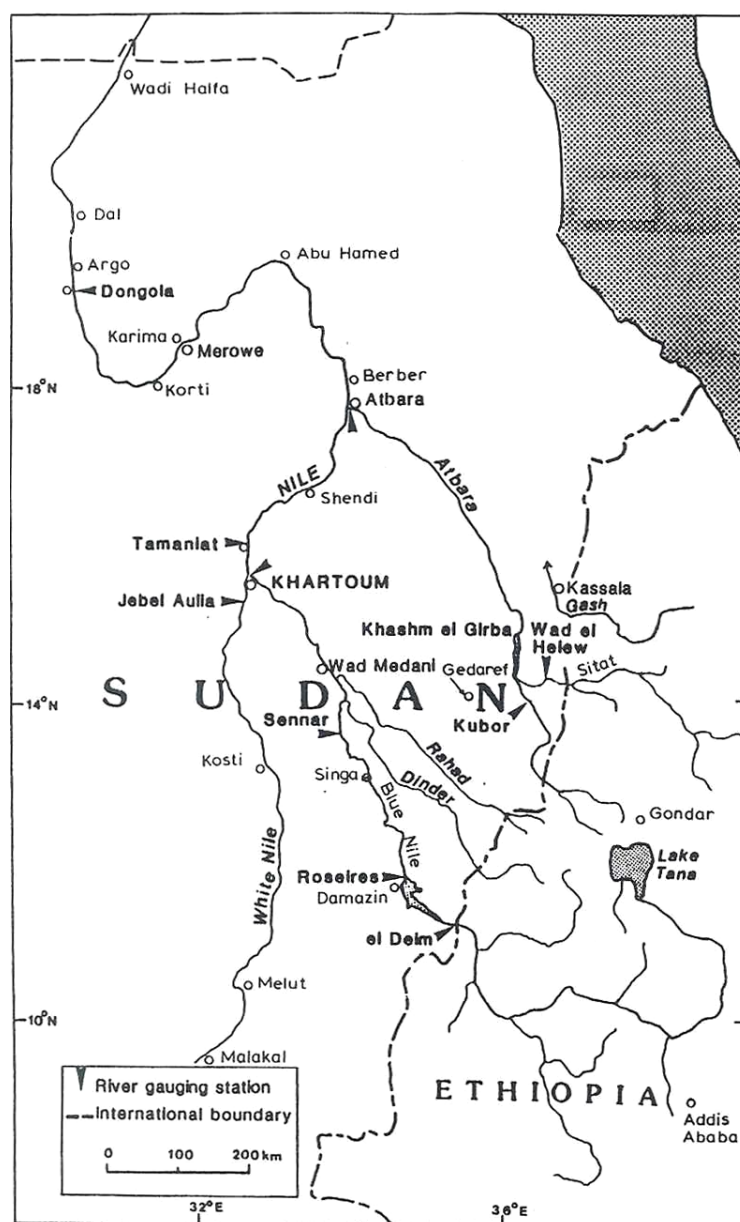 Wadi Halfa
Dal
Argo
Abu Hamed
Dongola
Karima
Merowe
Korti
18°N
Berber
Atbara
Atbara
NILE
Shendi
Tamaniat
KHARTOUM
Jebel Aulia
Kassala
Gash
Khashm el Girba
Wad el
Helew
Wad Medani
Gedaref
Sitat
SUDAN
14°N
Sennar
Kubor
Kosti
Singa
Rahad
Dinder
Blue
Nile
Gondar
Lake
Tana
White Nile
Roseires
Damazin
el Deim
Melut
10°N
Malakal
River gauging station
International boundary
0 100 200 km
ETHIOPIA
Addis
Ababa
32°E
36°E